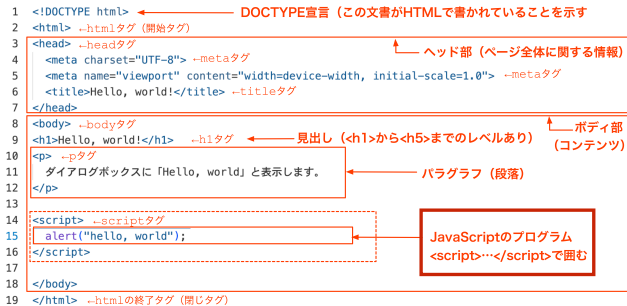 1 <!DOCTYPE html> DOCTYPE宣言（この文書がHTMLで書かれていることを示す
2 <html> ←htmlタグ（開始タグ）
3 <head> ←headタグ
ヘッド部（ページ全体に関する情報）
4 <meta charset="UTF-8"> ←metaタグ
5 <meta name="viewport" content="width=device-width, initial-scale=1.0"> ←metaタグ
6 <title>Hello, world!</title> ←titleタグ
7 </head>
8 <body> ←bodyタグ
ボディ部
（コンテンツ）
9 <h1>Hello, world!</h1> ←h1タグ 見出し（<h1>から<h5>までのレベルあり）
10 <p> ←pタグ
11 ダイアログボックスに「Hello, world」と表示します。 パラグラフ（段落）
12 </p>
13
14 <script> ←scriptタグ
15 alert("hello, world"); JavaScriptのプログラム
16 </script> <script>…</script>で囲む
17
18 </body>
19 </html> ←htmlの終了タグ（閉じタグ）